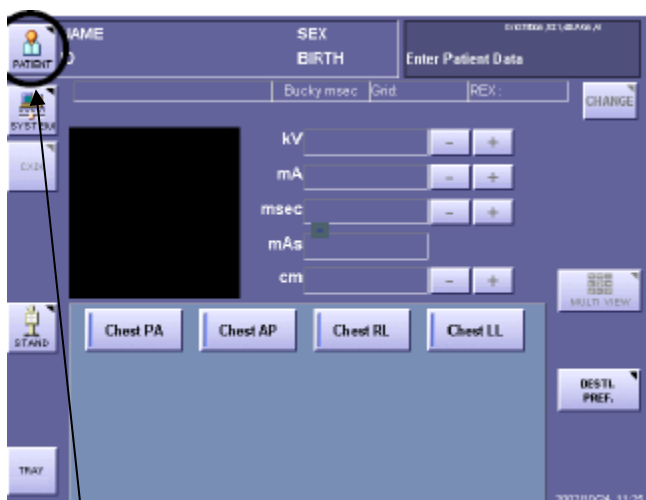 PATIENT
NAME
SEX
BIRTH
Enter Patient Data
Bucky msec
Grid:
REX:
CHANGE
SYSTEM
kV
- +
mA
- +
msec
- +
mAs
cm
- +
MULTI VIEW
Chest PA
Chest AP
Chest RL
Chest LL
STAND
DESTI.
PREF.
TRAY